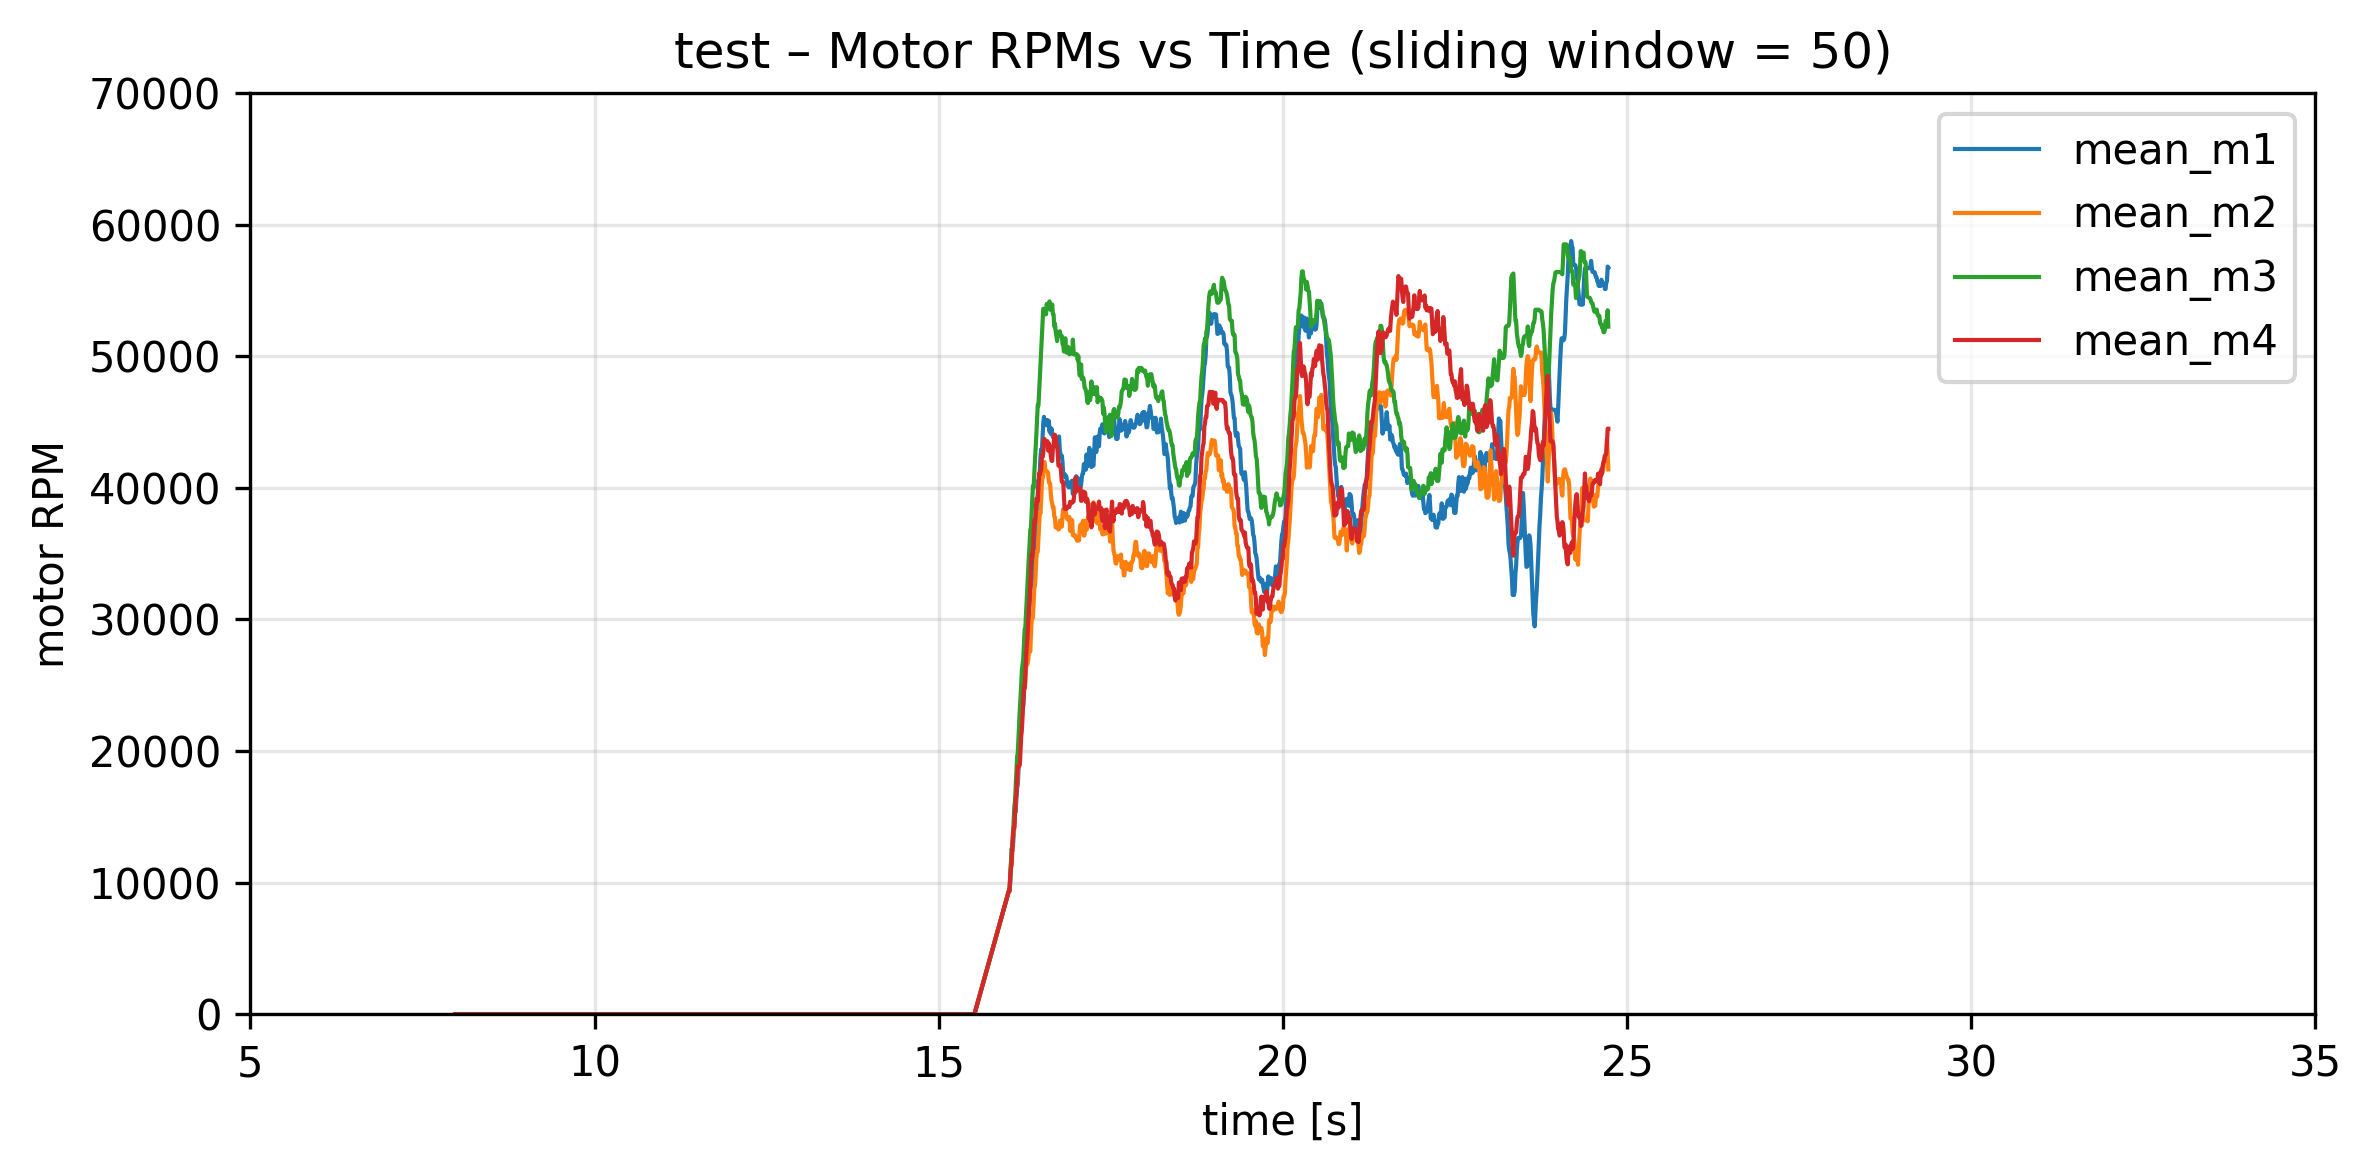 test – Motor RPMs vs Time (sliding window = 50)
70000
60000
50000
40000
30000
20000
10000
0
motor RPM
mean_m1
mean_m2
mean_m3
mean_m4
5 10 15 20 25 30 35
time [s]